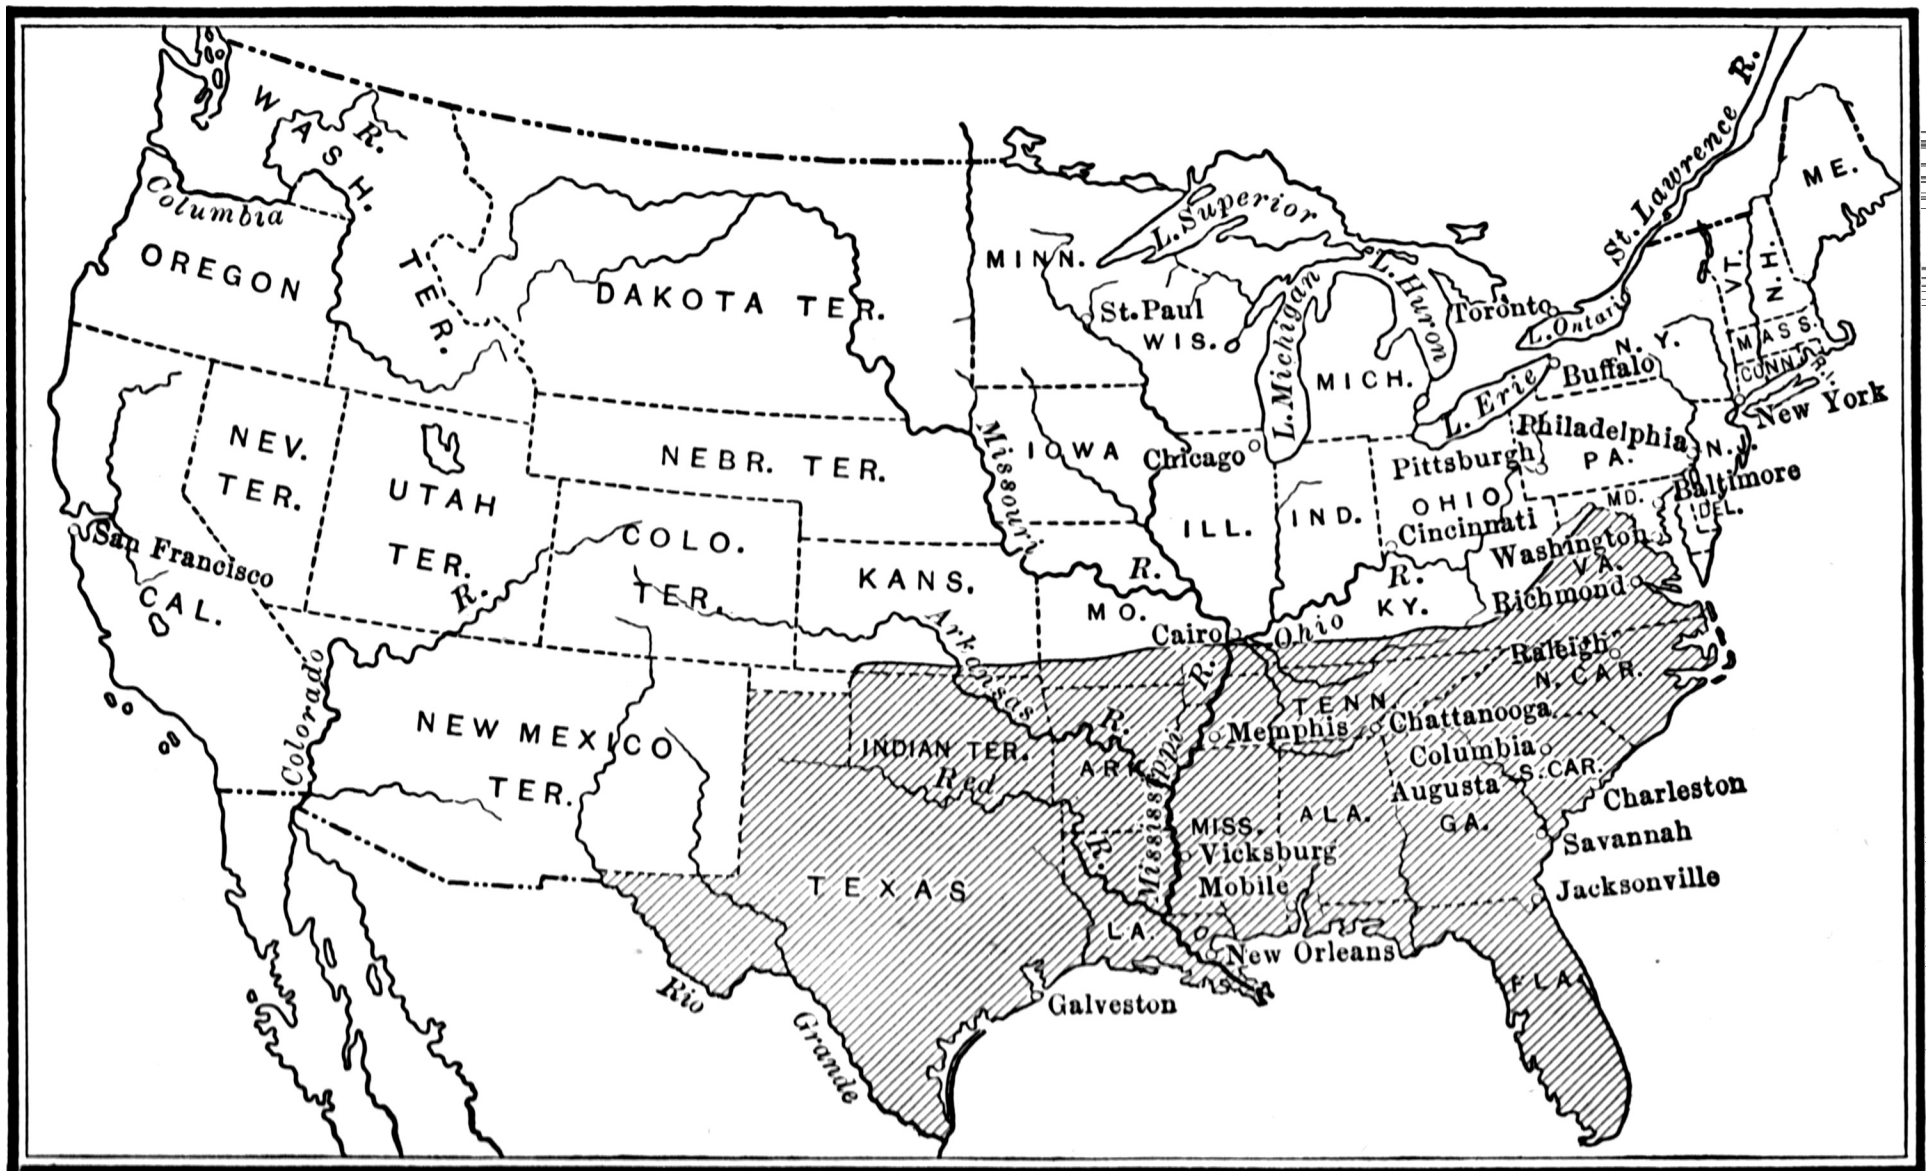 WASH.
R.
TER.
Columbia
OREGON
DAKOTA TER.
MINN.
L. Superior
St. Paul
WIS.
L. Michigan
L. Huron
MICH.
Toronto
L. Ontario
St. Lawrence R.
ME.
VT.
N.H.
MASS.
CONN.
R.I.
N. Y.
Buffalo
L. Erie
New York
NEV.
TER.
UTAH
TER.
NEBR. TER.
Missouri
R.
IOWA
Chicago
Philadelphia
N.J.
Pittsburgh
PA.
Baltimore
MD.
DEL.
OHIO
Cincinnati
Washington
ILL.
IND.
COLO.
TER.
KANS.
San Francisco
CAL.
R.
Colorado
MO.
Cairo
Ohio
R.
KY.
VA.
Richmond
Raleigh
N. CAR.
Arkansas
R.
NEW MEXICO
TER.
INDIAN TER.
Red
R.
ARK.
Mississippi
R.
TENN.
Memphis
Chattanooga
Columbia
S. CAR.
Augusta
GA.
Charleston
Savannah
Jacksonville
MISS.
ALA.
Vicksburg
Mobile
TEXAS
LA.
New Orleans
FLA.
Galveston
Rio
Grande